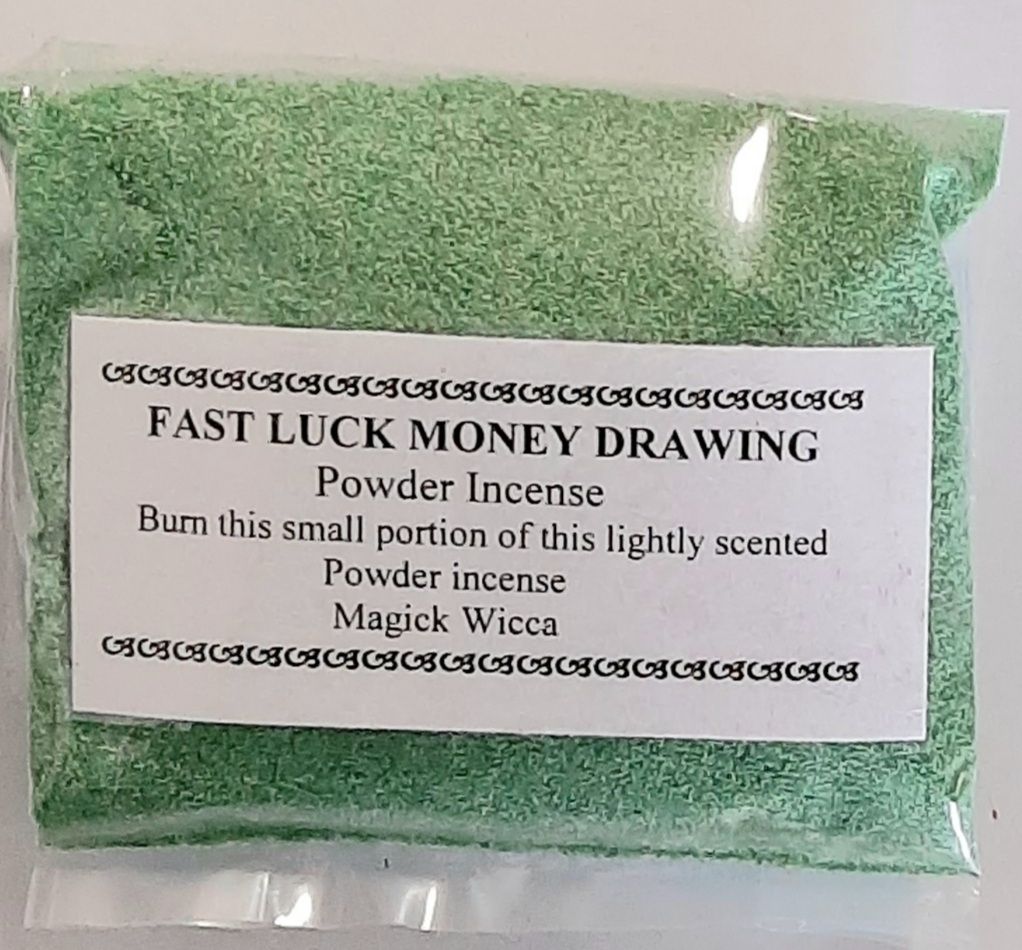 FAST LUCK MONEY DRAWING
Powder Incense
Burn this small portion of this lightly scented
Powder incense
Magick Wicca